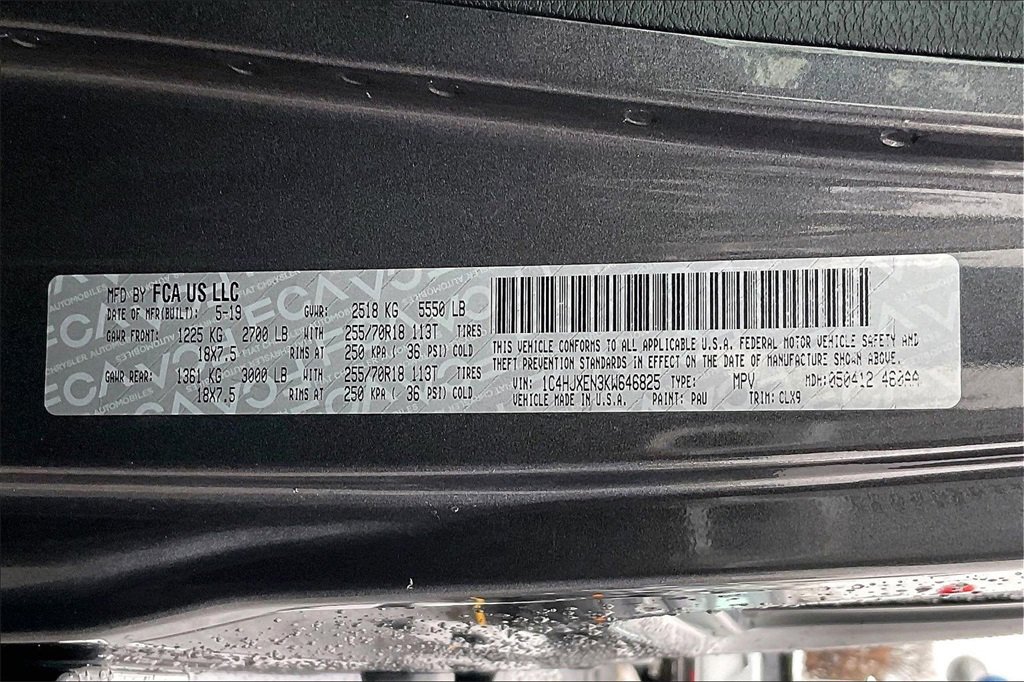 MFD BY FCA US LLC
DATE OF MFR(BUILT): 5-19 GVWR: 2518 KG 5550 LB
GAWR FRONT: 1225 KG 2700 LB WITH 255/70R18 113T TIRES
18X7.5 RIMS AT 250 KPA ( 36 PSI) COLD
GAWR REAR: 1361 KG 3000 LB WITH 255/70R18 113T TIRES
18X7.5 RIMS AT 250 KPA ( 36 PSI) COLD
THIS VEHICLE CONFORMS TO ALL APPLICABLE U.S.A. FEDERAL MOTOR VEHICLE SAFETY AND
THEFT PREVENTION STANDARDS IN EFFECT ON THE DATE OF MANUFACTURE SHOWN ABOVE.
VIN: 1C4HJXEN3KW646825 TYPE: MPV MDH: 050412 480AA
VEHICLE MADE IN U.S.A. PAINT: PAU TRIM: CLX9